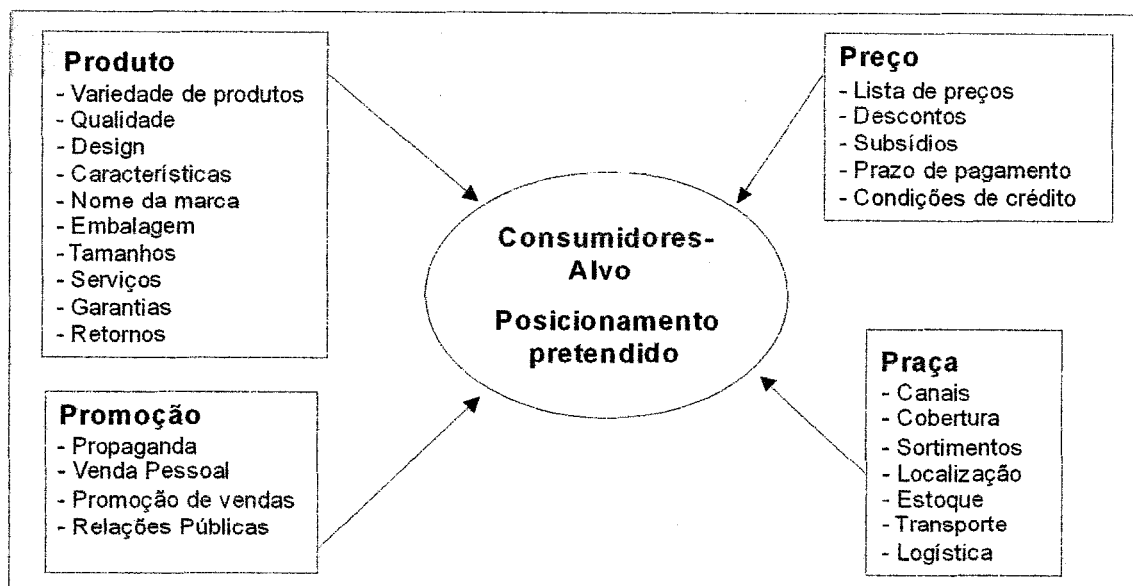 Produto
- Variedade de produtos
- Qualidade
- Design
- Características
- Nome da marca
- Embalagem
-Tamanhos
- Serviços
- Garantias
- Retornos
Preço
- Lista de preços
- Descontos
- Subsídios
- Prazo de pagamento
- Condições de crédito
Consumidores-
Alvo
Posicionamento
pretendido
Promoção
- Propaganda
- Venda Pessoal
- Promoção de vendas
- Relações Públicas
Praça
- Canais
- Cobertura
- Sortimentos
- Localização
- Estoque
- Transporte
- Logística